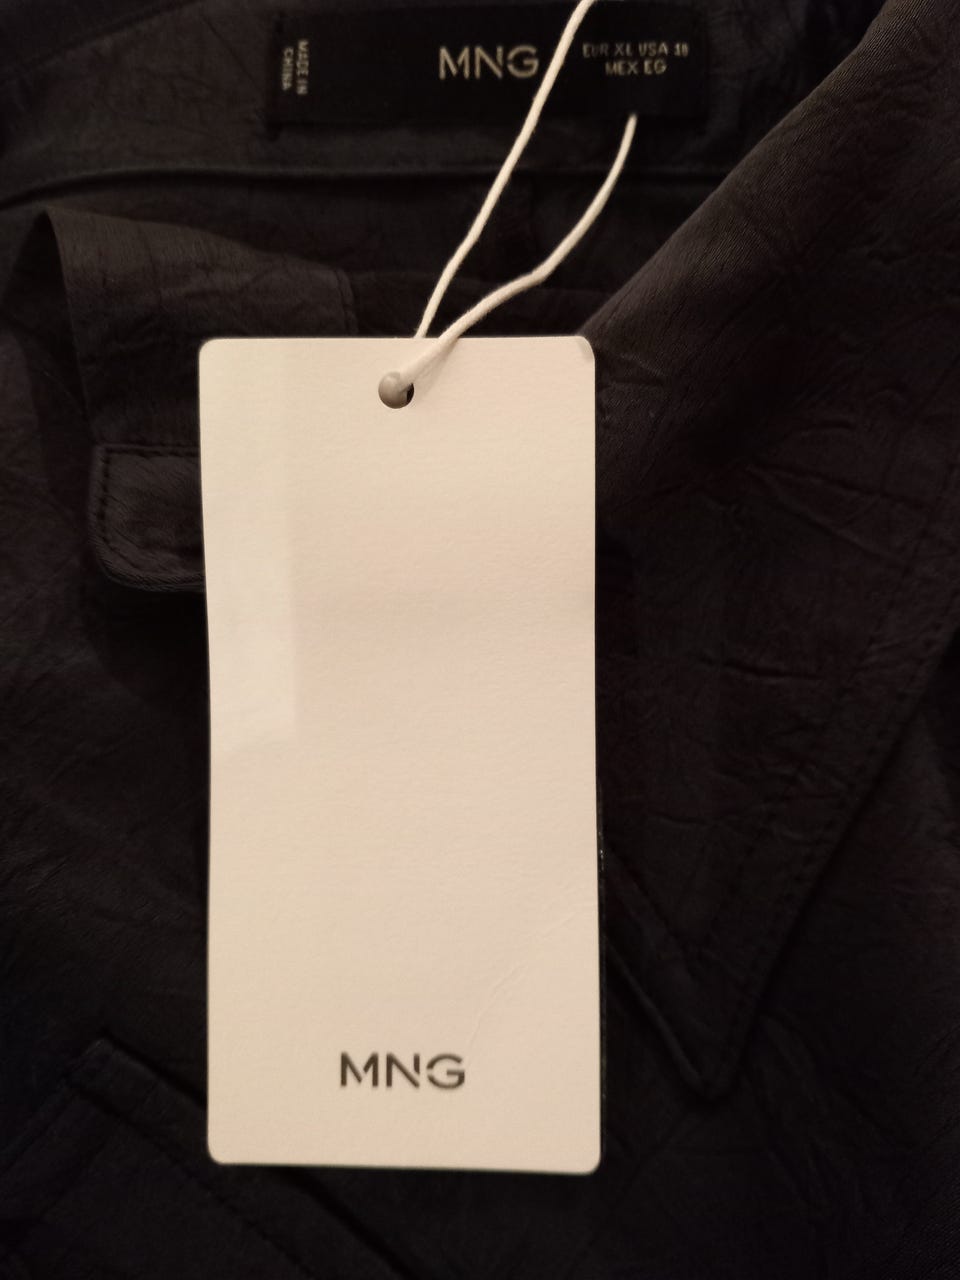 MADE IN
CHINA
MNG
EUR XL USA 18
MEX EG
MNG